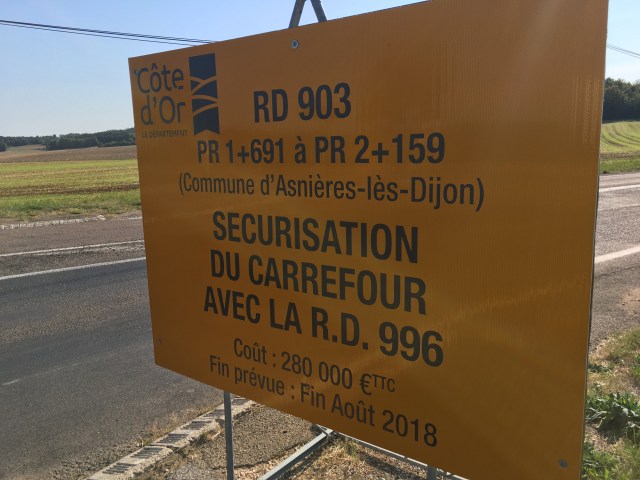 Côte
d'Or
LE DÉPARTEMENT
RD 903
PR 1+691 à PR 2+159
(Commune d'Asnières-lès-Dijon)
SECURISATION
DU CARREFOUR
AVEC LA R.D. 996
Coût : 280 000 €TTC
Fin prévue : Fin Août 2018